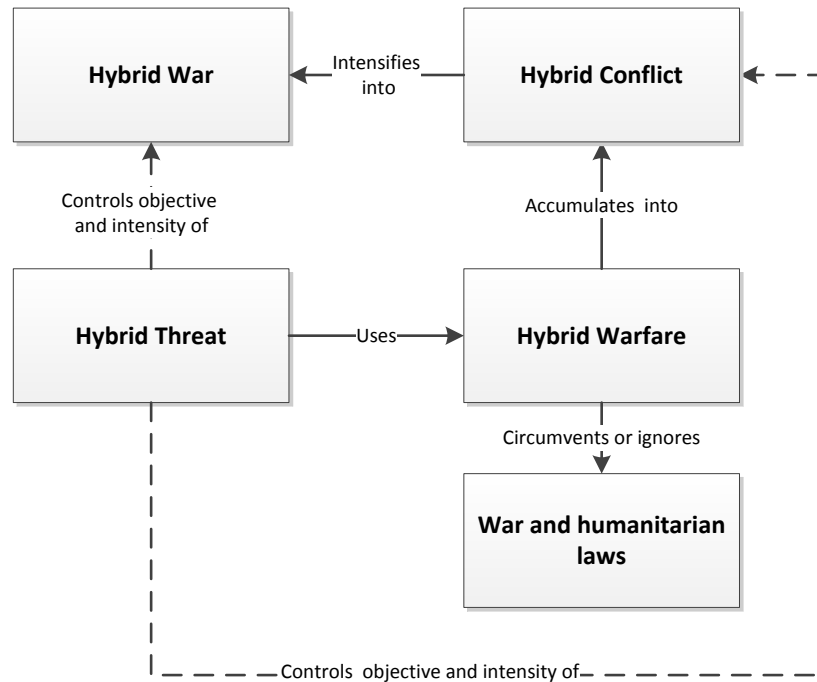 Hybrid War
Intensifies
into
Hybrid Conflict
Controls objective
and intensity of
Accumulates into
Hybrid Threat
Uses
Hybrid Warfare
Circumvents or ignores
War and humanitarian
laws
Controls objective and intensity of